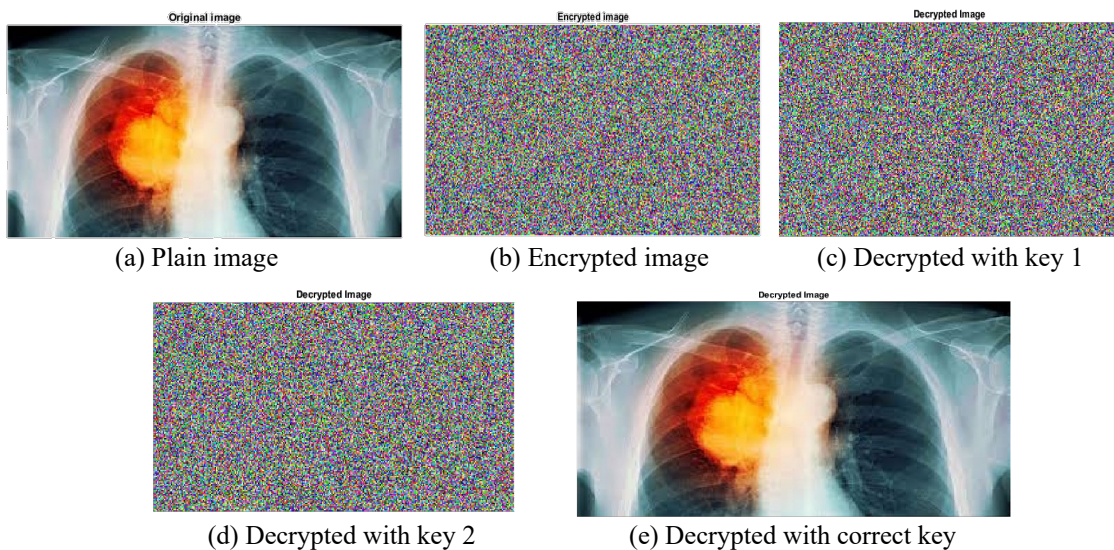 Original image
Encrypted image
Decrypted Image
(a) Plain image
(b) Encrypted image
(c) Decrypted with key 1
Decrypted Image
Decrypted Image
(d) Decrypted with key 2
(e) Decrypted with correct key